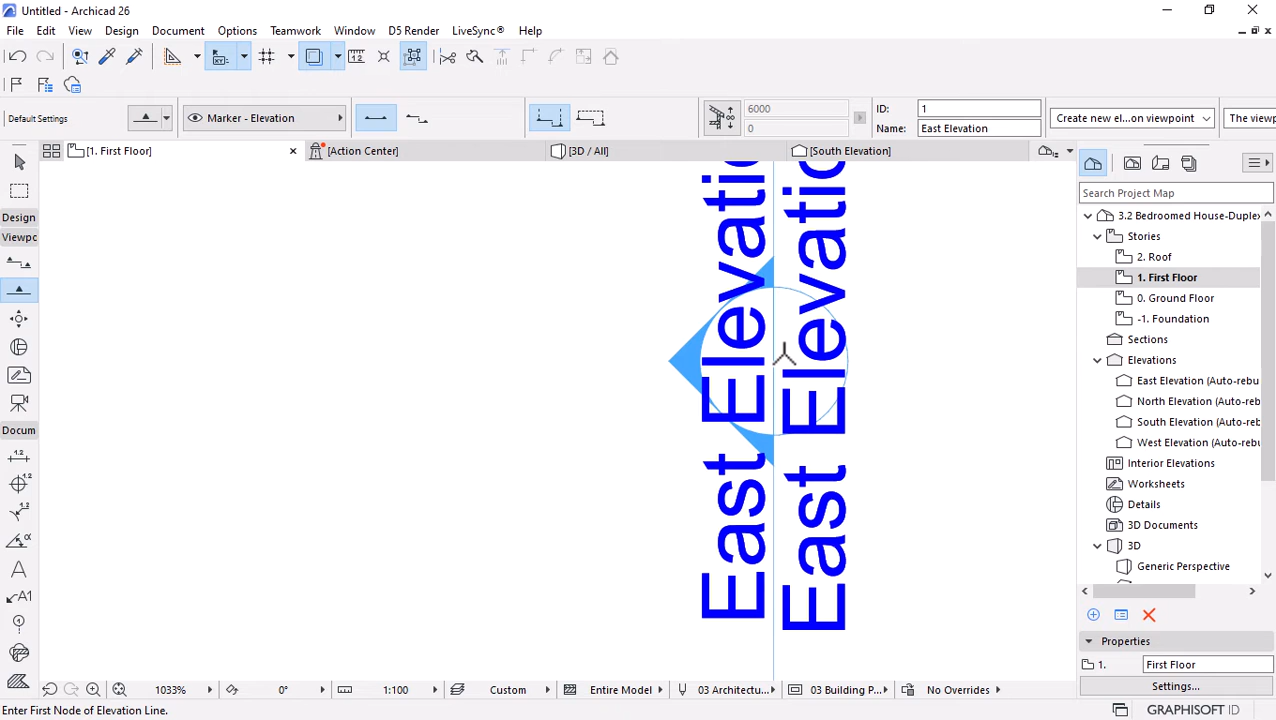 Untitled - Archicad 26
File Edit View Design Document Options Teamwork Window D5 Render LiveSync® Help
Default Settings
Marker - Elevation
6000
0
ID: 1
Name: East Elevation
Create new el...on viewpoint
The viewp
[1. First Floor]
[Action Center]
[3D / All]
[South Elevation]
Search Project Map
3.2 Bedroomed House-Duplex
Stories
2. Roof
1. First Floor
0. Ground Floor
-1. Foundation
Sections
Elevations
East Elevation (Auto-reb
North Elevation (Auto-reb
South Elevation (Auto-reb
West Elevation (Auto-rebu
Interior Elevations
Worksheets
Details
3D Documents
3D
Generic Perspective
Design
Viewpc
Docum
East Elevatio
East Elevatio
Properties
1. First Floor
Settings...
1033%
0°
1:100
Custom
Entire Model
03 Architectu...
03 Building P...
No Overrides
Enter First Node of Elevation Line.
GRAPHISOFT ID